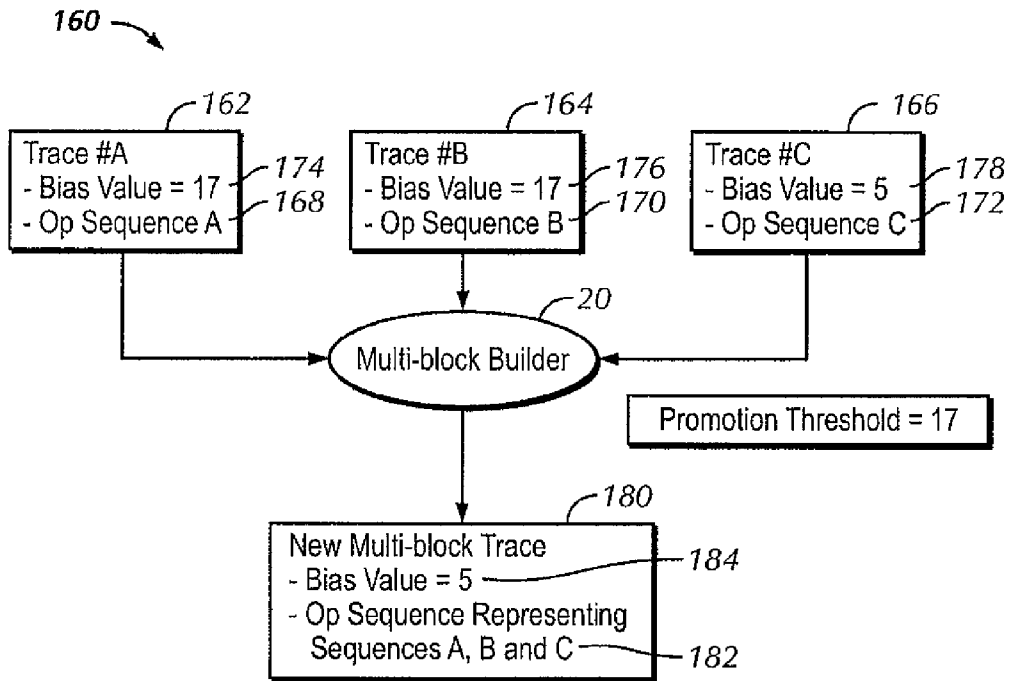 160
162
Trace #A
- Bias Value = 17
- Op Sequence A
174
168
164
Trace #B
- Bias Value = 17
- Op Sequence B
176
170
166
Trace #C
- Bias Value = 5
- Op Sequence C
178
172
20
Multi-block Builder
Promotion Threshold = 17
180
New Multi-block Trace
- Bias Value = 5
184
- Op Sequence Representing
Sequences A, B and C
182